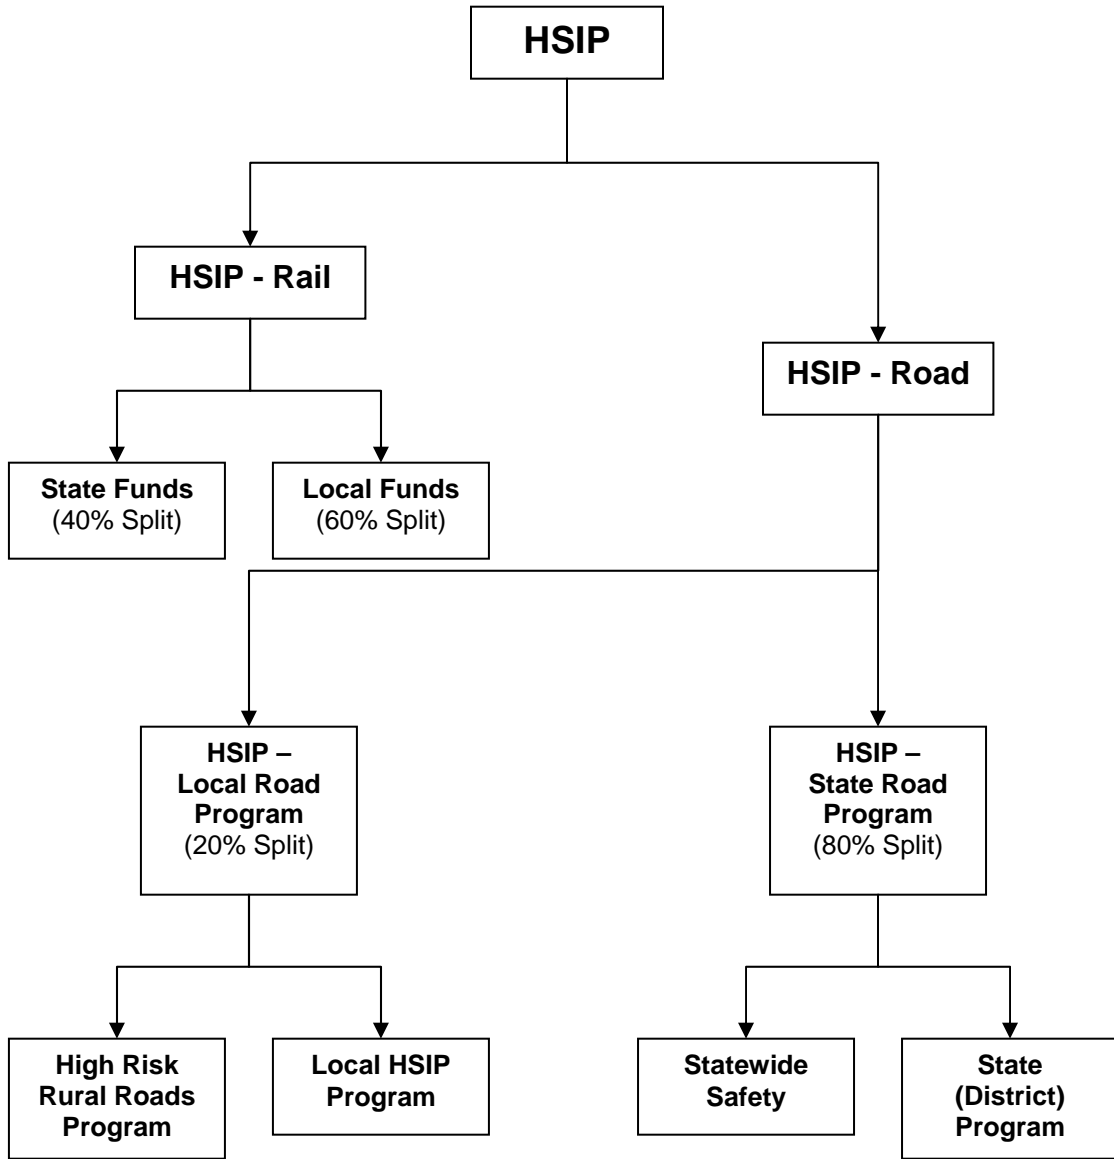 HSIP
HSIP - Rail
HSIP - Road
State Funds
(40% Split)
Local Funds
(60% Split)
HSIP –
Local Road
Program
(20% Split)
HSIP –
State Road
Program
(80% Split)
High Risk
Rural Roads
Program
Local HSIP
Program
Statewide
Safety
State
(District)
Program